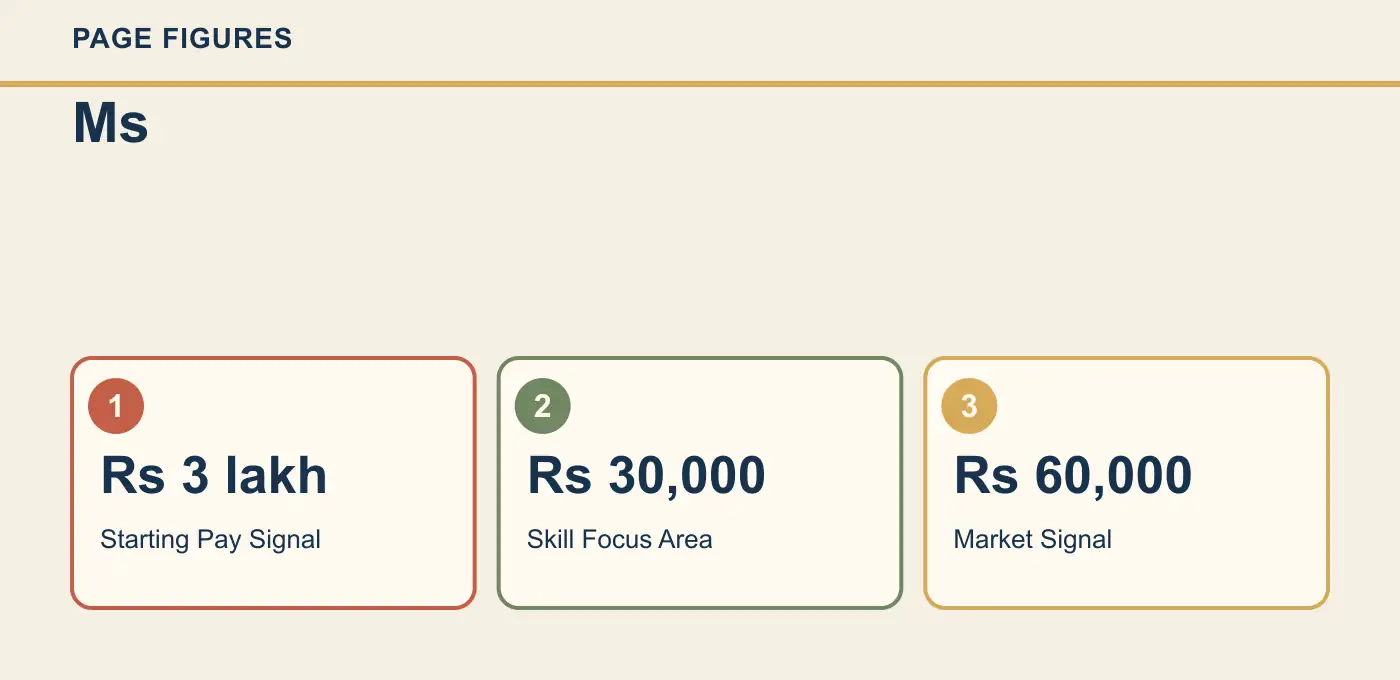 PAGE FIGURES
Ms
1
Rs 3 lakh
Starting Pay Signal
2
Rs 30,000
Skill Focus Area
3
Rs 60,000
Market Signal